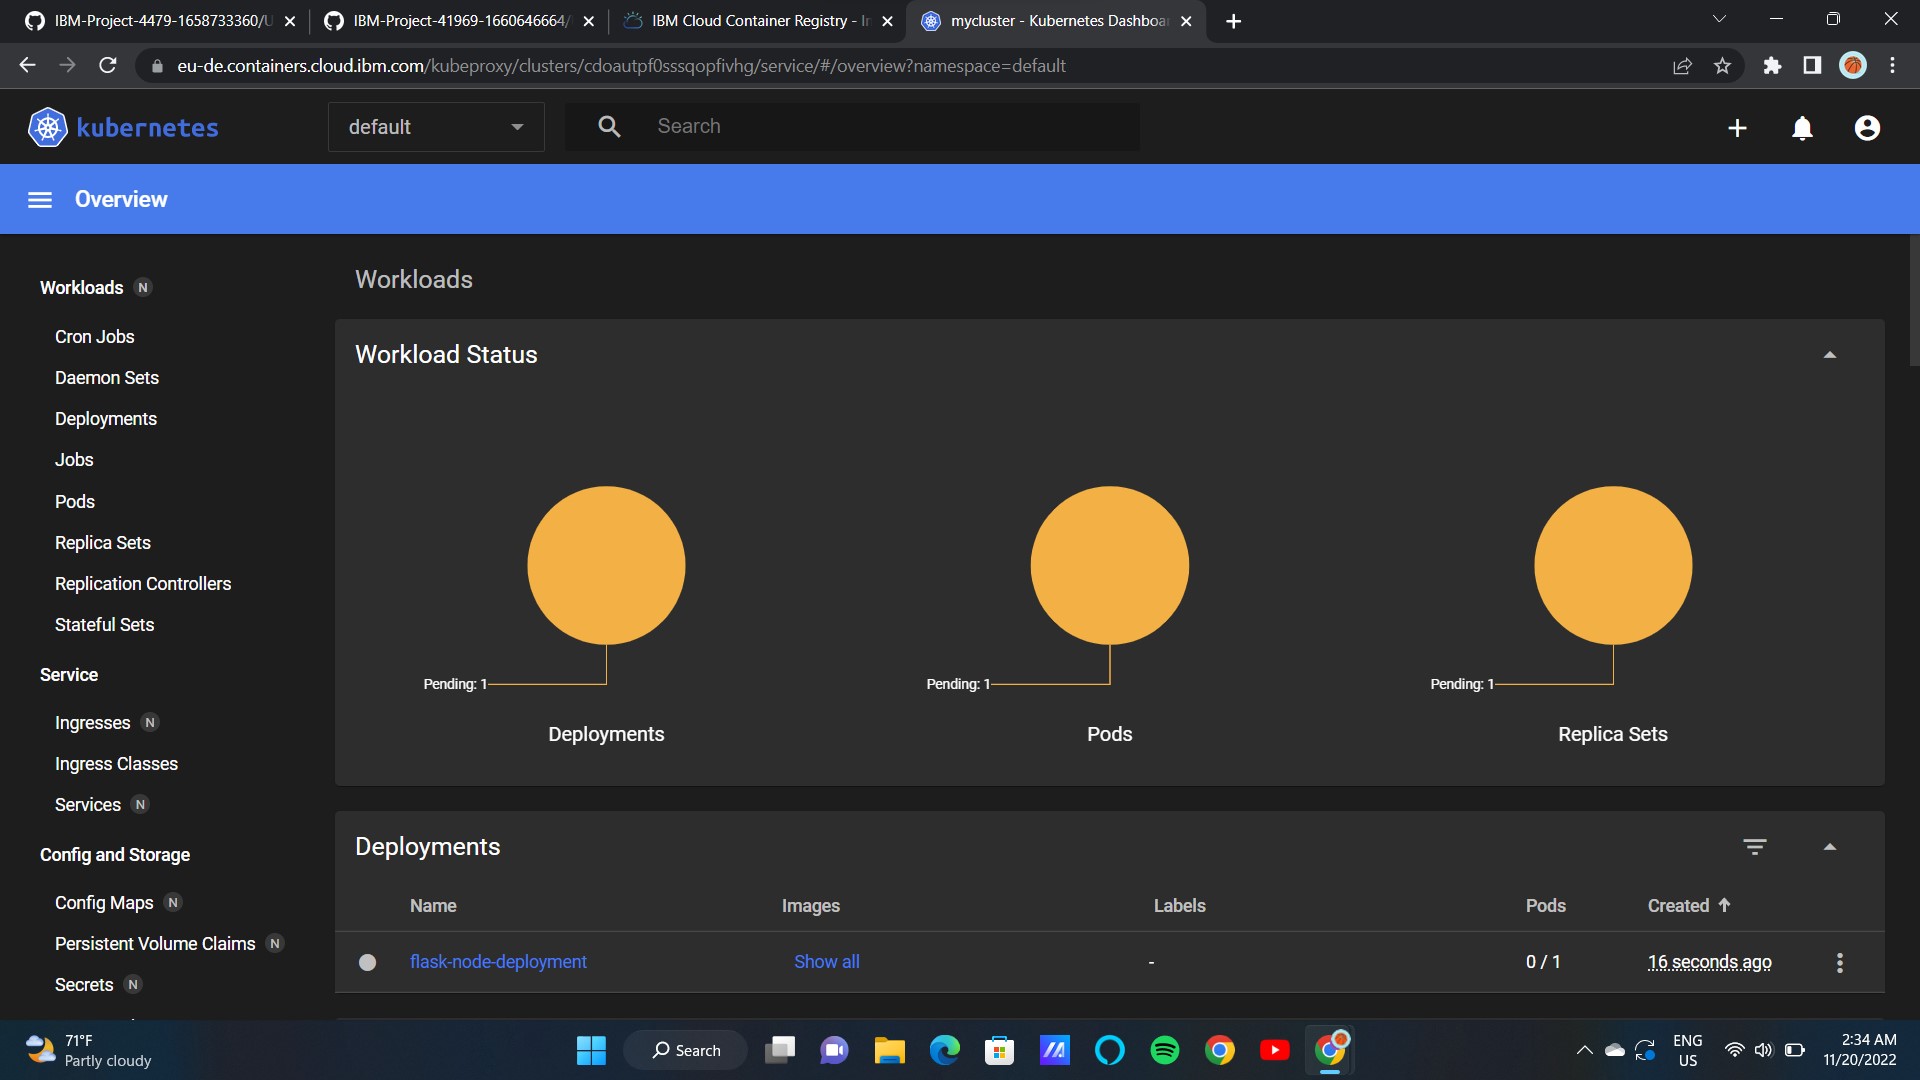 IBM-Project-4479-1658733360/U
IBM-Project-41969-1660646664/
IBM Cloud Container Registry - In
mycluster - Kubernetes Dashboar
eu-de.containers.cloud.ibm.com/kubeproxy/clusters/cdoautpf0sssqopfivhg/service/#/overview?namespace=default
kubernetes
default
Search
Overview
Workloads N
Cron Jobs
Daemon Sets
Deployments
Jobs
Pods
Replica Sets
Replication Controllers
Stateful Sets
Service
Ingresses N
Ingress Classes
Services N
Config and Storage
Config Maps N
Persistent Volume Claims N
Secrets N
Workloads
Workload Status
Pending: 1
Deployments
Pending: 1
Pods
Pending: 1
Replica Sets
Deployments
Name Images Labels Pods Created
flask-node-deployment Show all - 0 / 1 16 seconds ago
71°F
Partly cloudy
Search
ENG
US
2:34 AM
11/20/2022